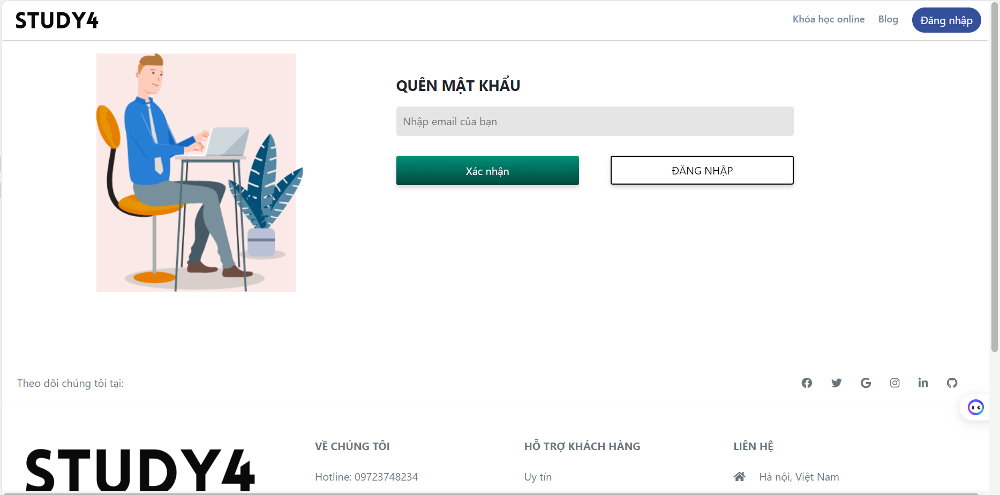 STUDY4
Khóa học online
Blog
Đăng nhập
QUÊN MẬT KHẨU
Nhập email của bạn
Xác nhận
ĐĂNG NHẬP
Theo dõi chúng tôi tại:
STUDY4
VỀ CHÚNG TÔI
Hotline: 09723748234
HỖ TRỢ KHÁCH HÀNG
Uy tín
LIÊN HỆ
Hà nội, Việt Nam